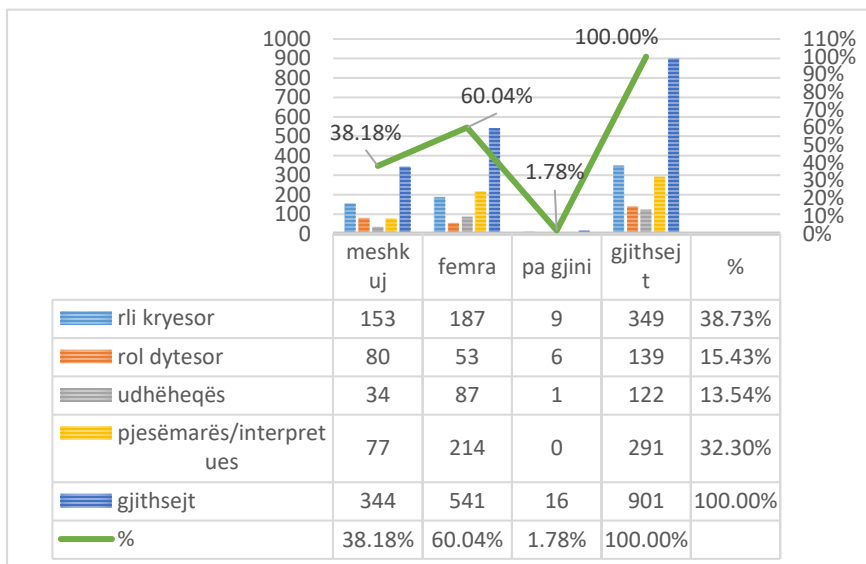 1000
900
800
700
600
500
400
300
200
100
0
110%
100%
90%
80%
70%
60%
50%
40%
30%
20%
10%
0%
38.18%
60.04%
1.78%
100.00%
meshk
uj
femra
pa gjini
gjithsej
t
%
rli kryesor 153 187 9 349 38.73%
rol dytesor 80 53 6 139 15.43%
udhëheqës 34 87 1 122 13.54%
pjesëmarës/interpret
ues
77 214 0 291 32.30%
gjithsejt 344 541 16 901 100.00%
% 38.18% 60.04% 1.78% 100.00%